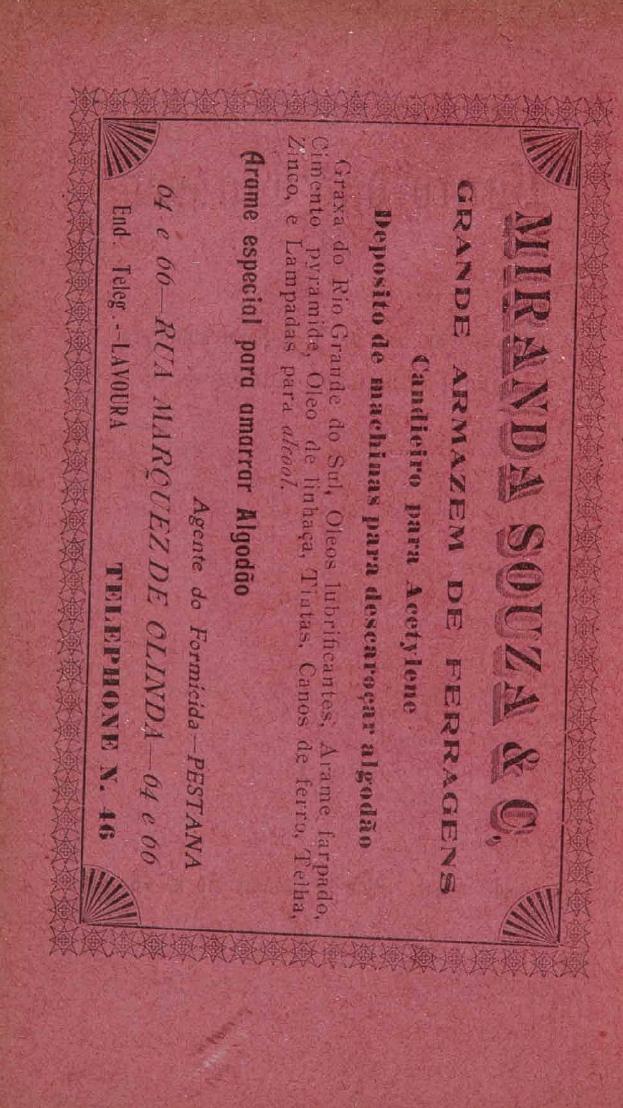 MIRANDA SOUZA & C,
GRANDE ARMAZEM DE FERRAGENS
Candieiro para Acetylene
Deposito de machinas para descaroçar algodão
Graxa do Rio Grande do Sul, Oleos lubrificantes, Arame farpado,
Cimento pyramide, Oleo de linhaça, Tintas, Canos de ferro, Telha,
Zinco, e Lampadas para alcool.
Arame especial para amarrar Algodão
Agente do Formicida—PESTANA
64 e 66—RUA MARQUEZ DE OLINDA—64 e 66
End. Teleg.-LAVOURA TELEPHONE N. 46